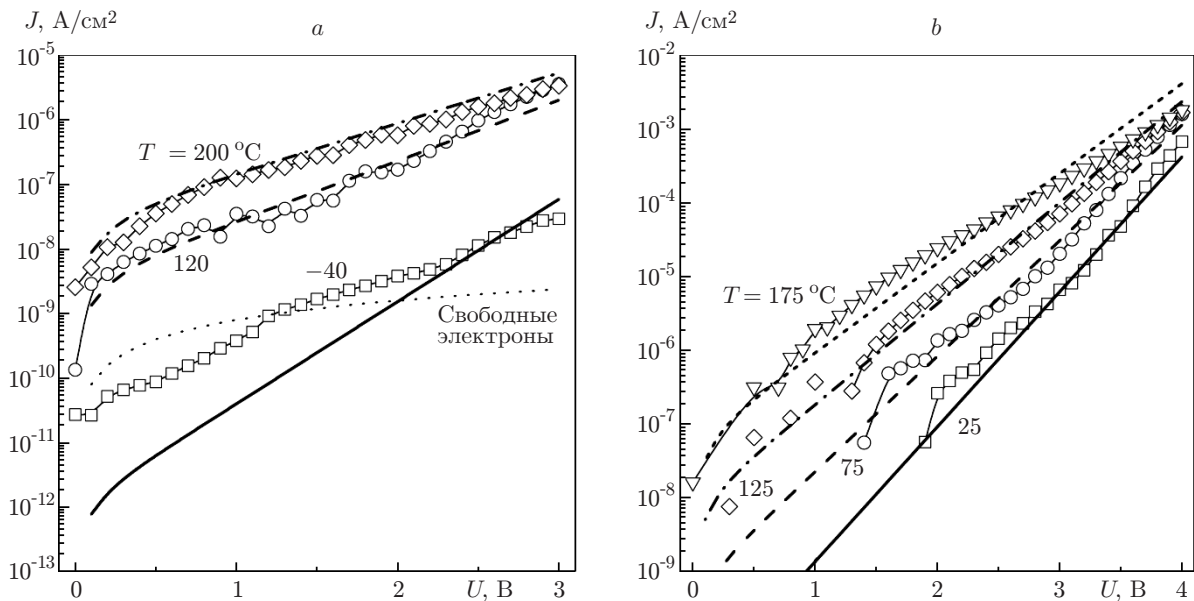 J, А/см²
a
10⁻⁵
10⁻⁶
10⁻⁷
10⁻⁸
10⁻⁹
10⁻¹⁰
10⁻¹¹
10⁻¹²
10⁻¹³
T = 200 °C
120
−40
Свободные
электроны
0 1 2 U, В 3
J, А/см²
b
10⁻²
10⁻³
10⁻⁴
10⁻⁵
10⁻⁶
10⁻⁷
10⁻⁸
10⁻⁹
T = 175 °C
125
75
25
0 1 2 3 U, В 4